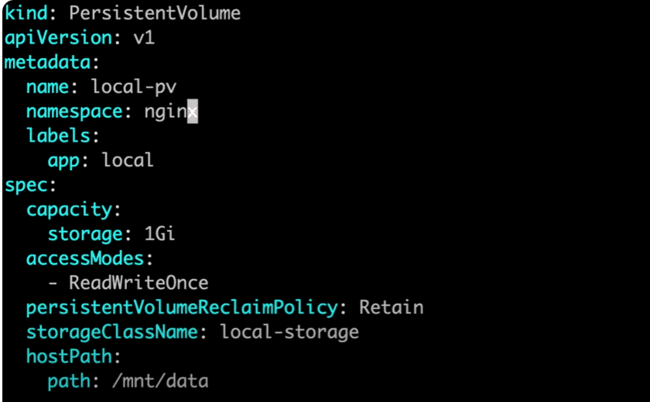 kind: PersistentVolume
apiVersion: v1
metadata:
  name: local-pv
  namespace: nginx
  labels:
    app: local
spec:
  capacity:
    storage: 1Gi
  accessModes:
    - ReadWriteOnce
  persistentVolumeReclaimPolicy: Retain
  storageClassName: local-storage
  hostPath:
    path: /mnt/data